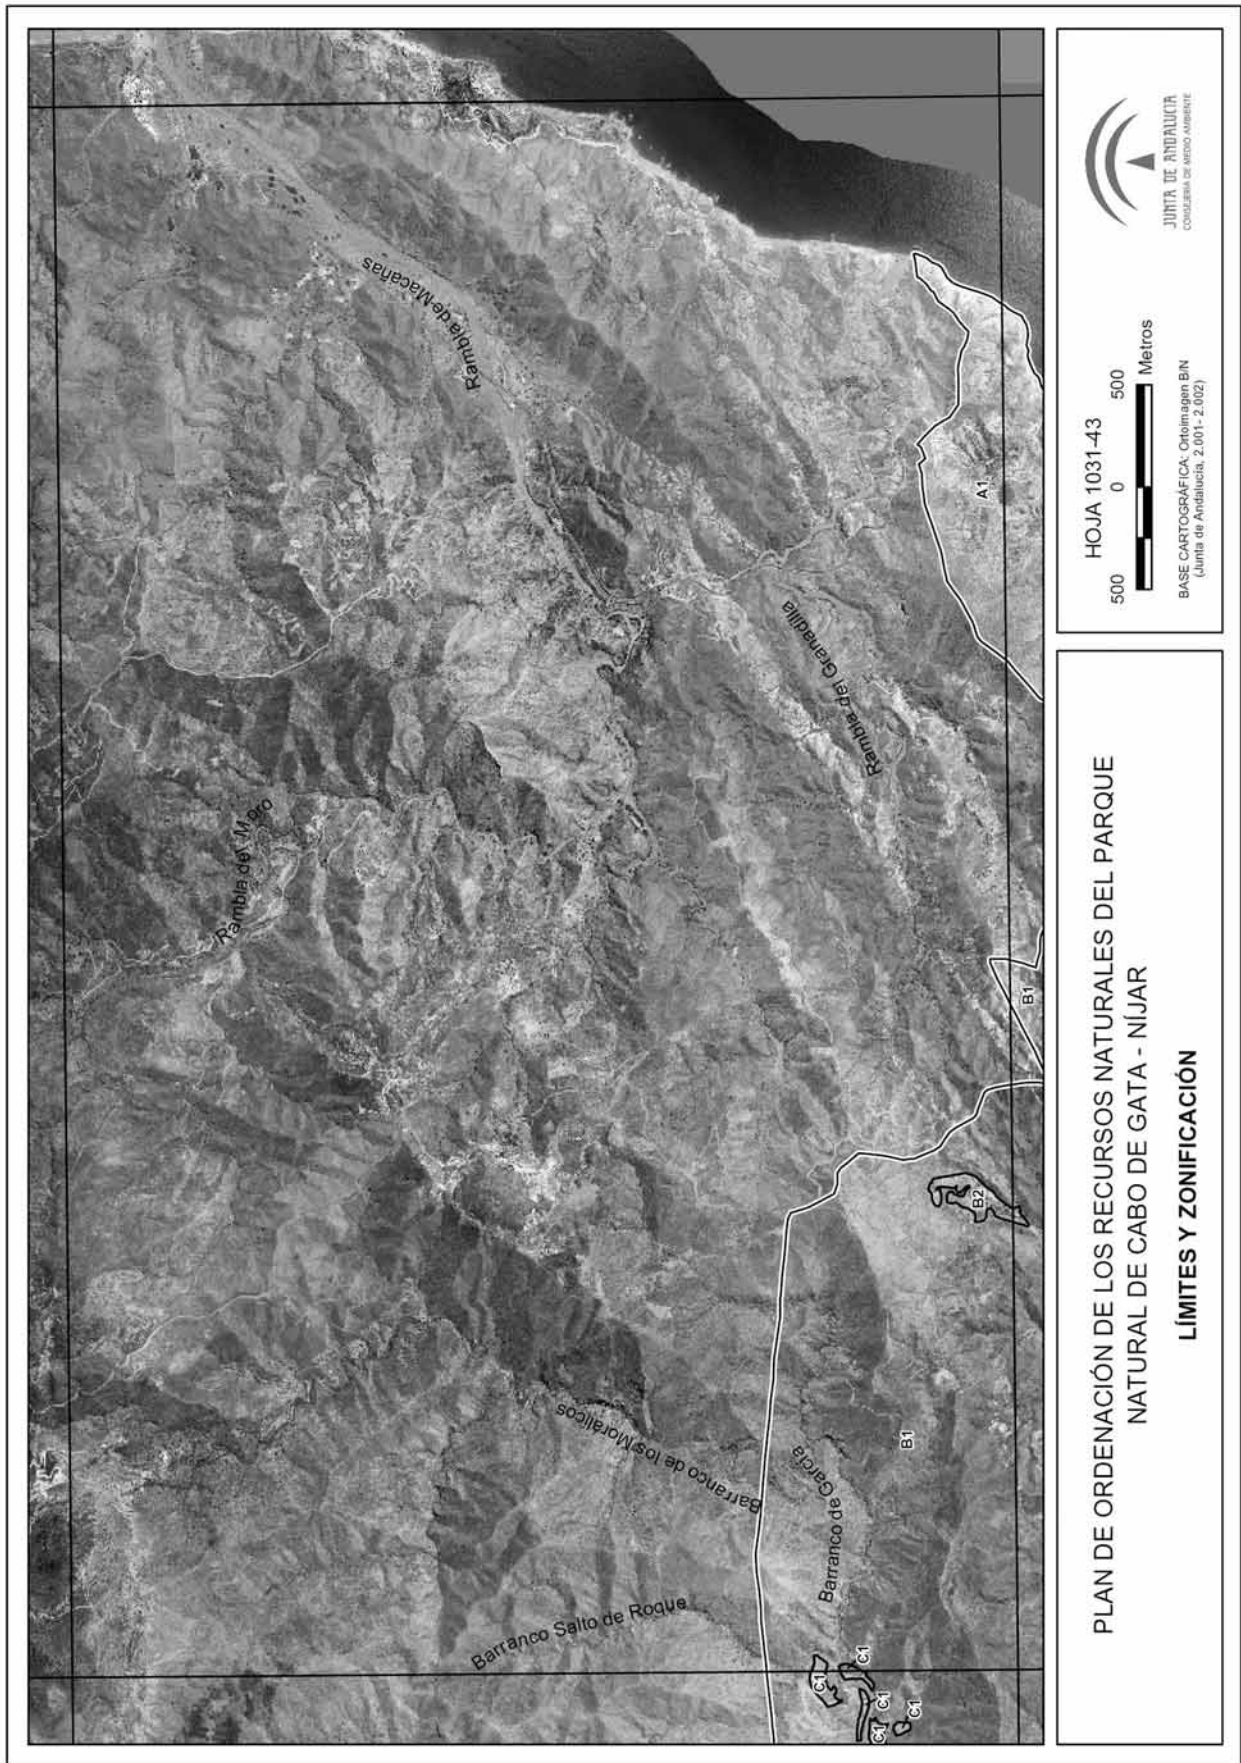 Rambla de Macañas
Rambla del Moro
Rambla del Granadilla
Barranco de los Moralicos
Barranco de García
Barranco Salto de Roque
A1
B1
B2
B1
C1
C1
C1
C1
C1
PLAN DE ORDENACIÓN DE LOS RECURSOS NATURALES DEL PARQUE
NATURAL DE CABO DE GATA - NÍJAR
LÍMITES Y ZONIFICACIÓN
HOJA 1031-43
500 0 500
Metros
BASE CARTOGRÁFICA: Ortoimagen B/N
(Junta de Andalucía, 2.001- 2.002)
JUNTA DE ANDALUCIA
CONSEJERIA DE MEDIO AMBIENTE